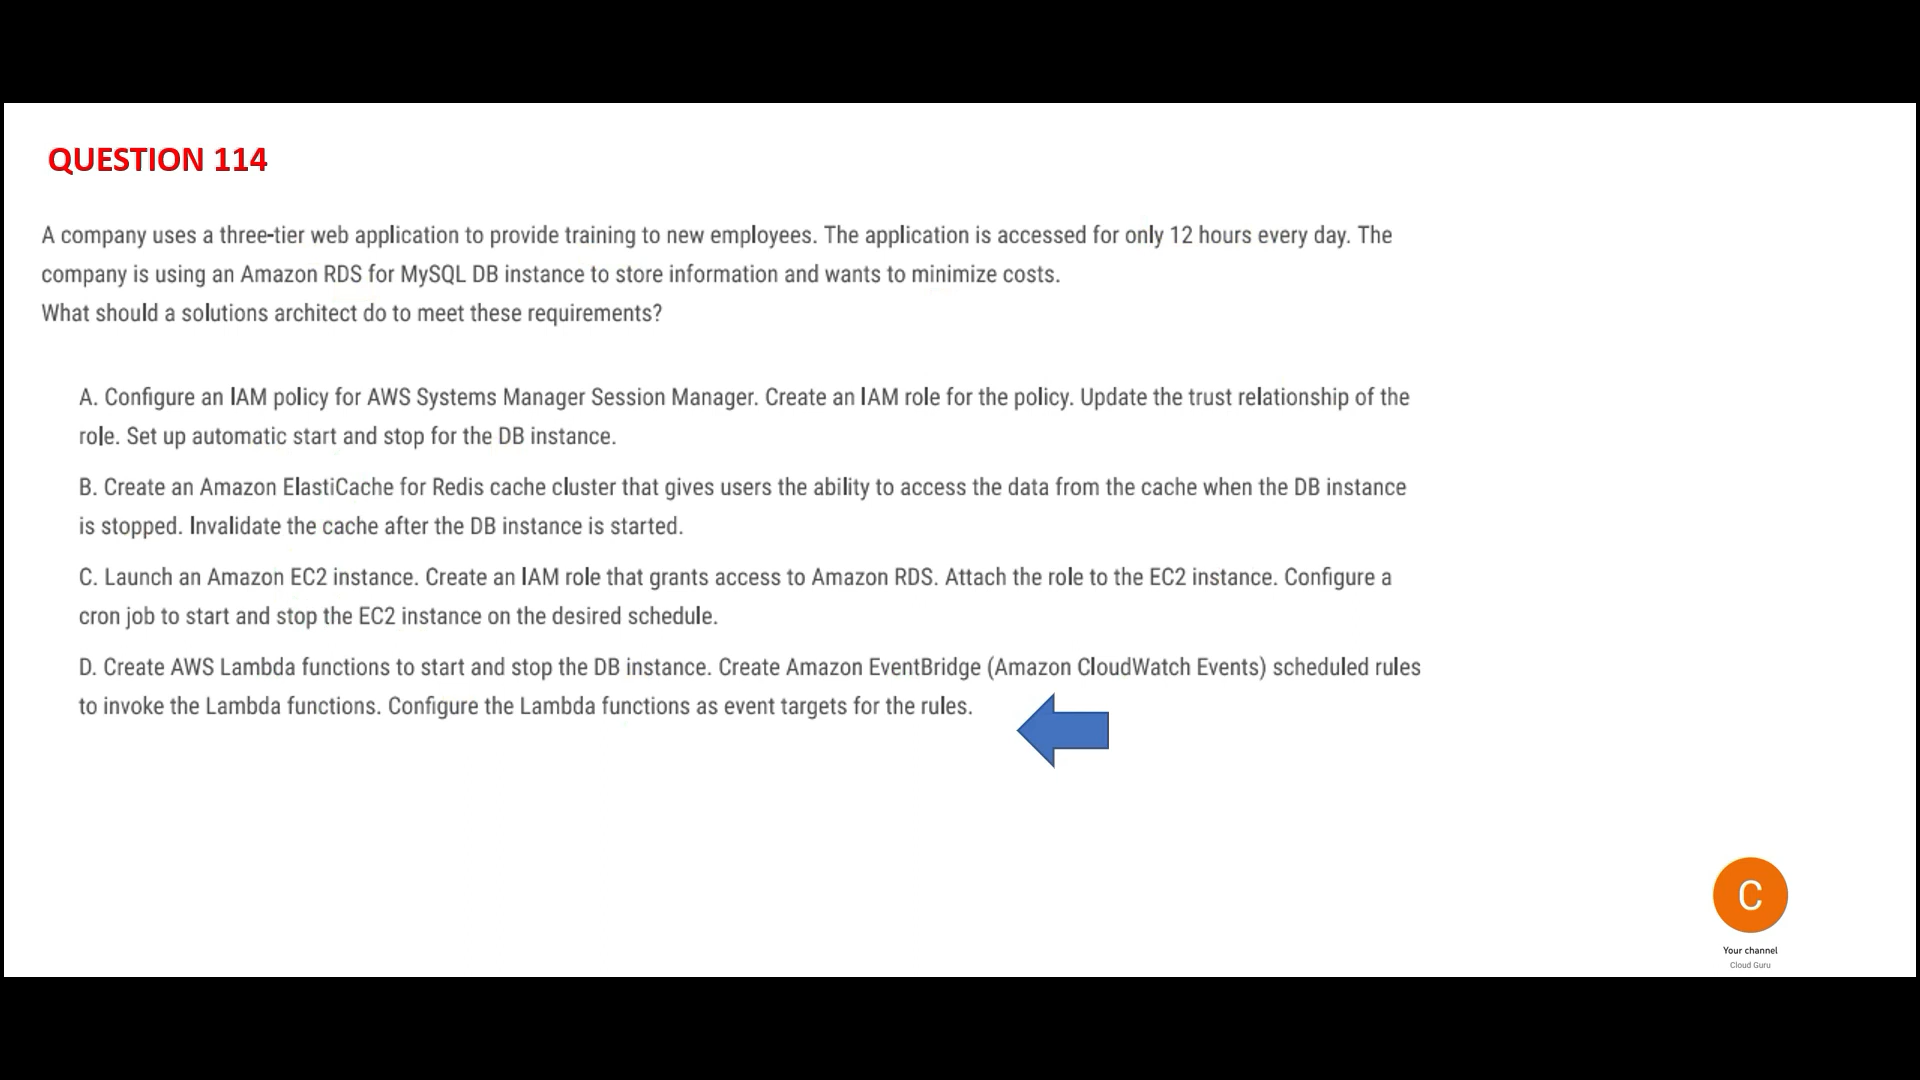 QUESTION 114
A company uses a three-tier web application to provide training to new employees. The application is accessed for only 12 hours every day. The
company is using an Amazon RDS for MySQL DB instance to store information and wants to minimize costs.
What should a solutions architect do to meet these requirements?
A. Configure an IAM policy for AWS Systems Manager Session Manager. Create an IAM role for the policy. Update the trust relationship of the
role. Set up automatic start and stop for the DB instance.
B. Create an Amazon ElastiCache for Redis cache cluster that gives users the ability to access the data from the cache when the DB instance
is stopped. Invalidate the cache after the DB instance is started.
C. Launch an Amazon EC2 instance. Create an IAM role that grants access to Amazon RDS. Attach the role to the EC2 instance. Configure a
cron job to start and stop the EC2 instance on the desired schedule.
D. Create AWS Lambda functions to start and stop the DB instance. Create Amazon EventBridge (Amazon CloudWatch Events) scheduled rules
to invoke the Lambda functions. Configure the Lambda functions as event targets for the rules.
C
Your channel
Cloud Guru